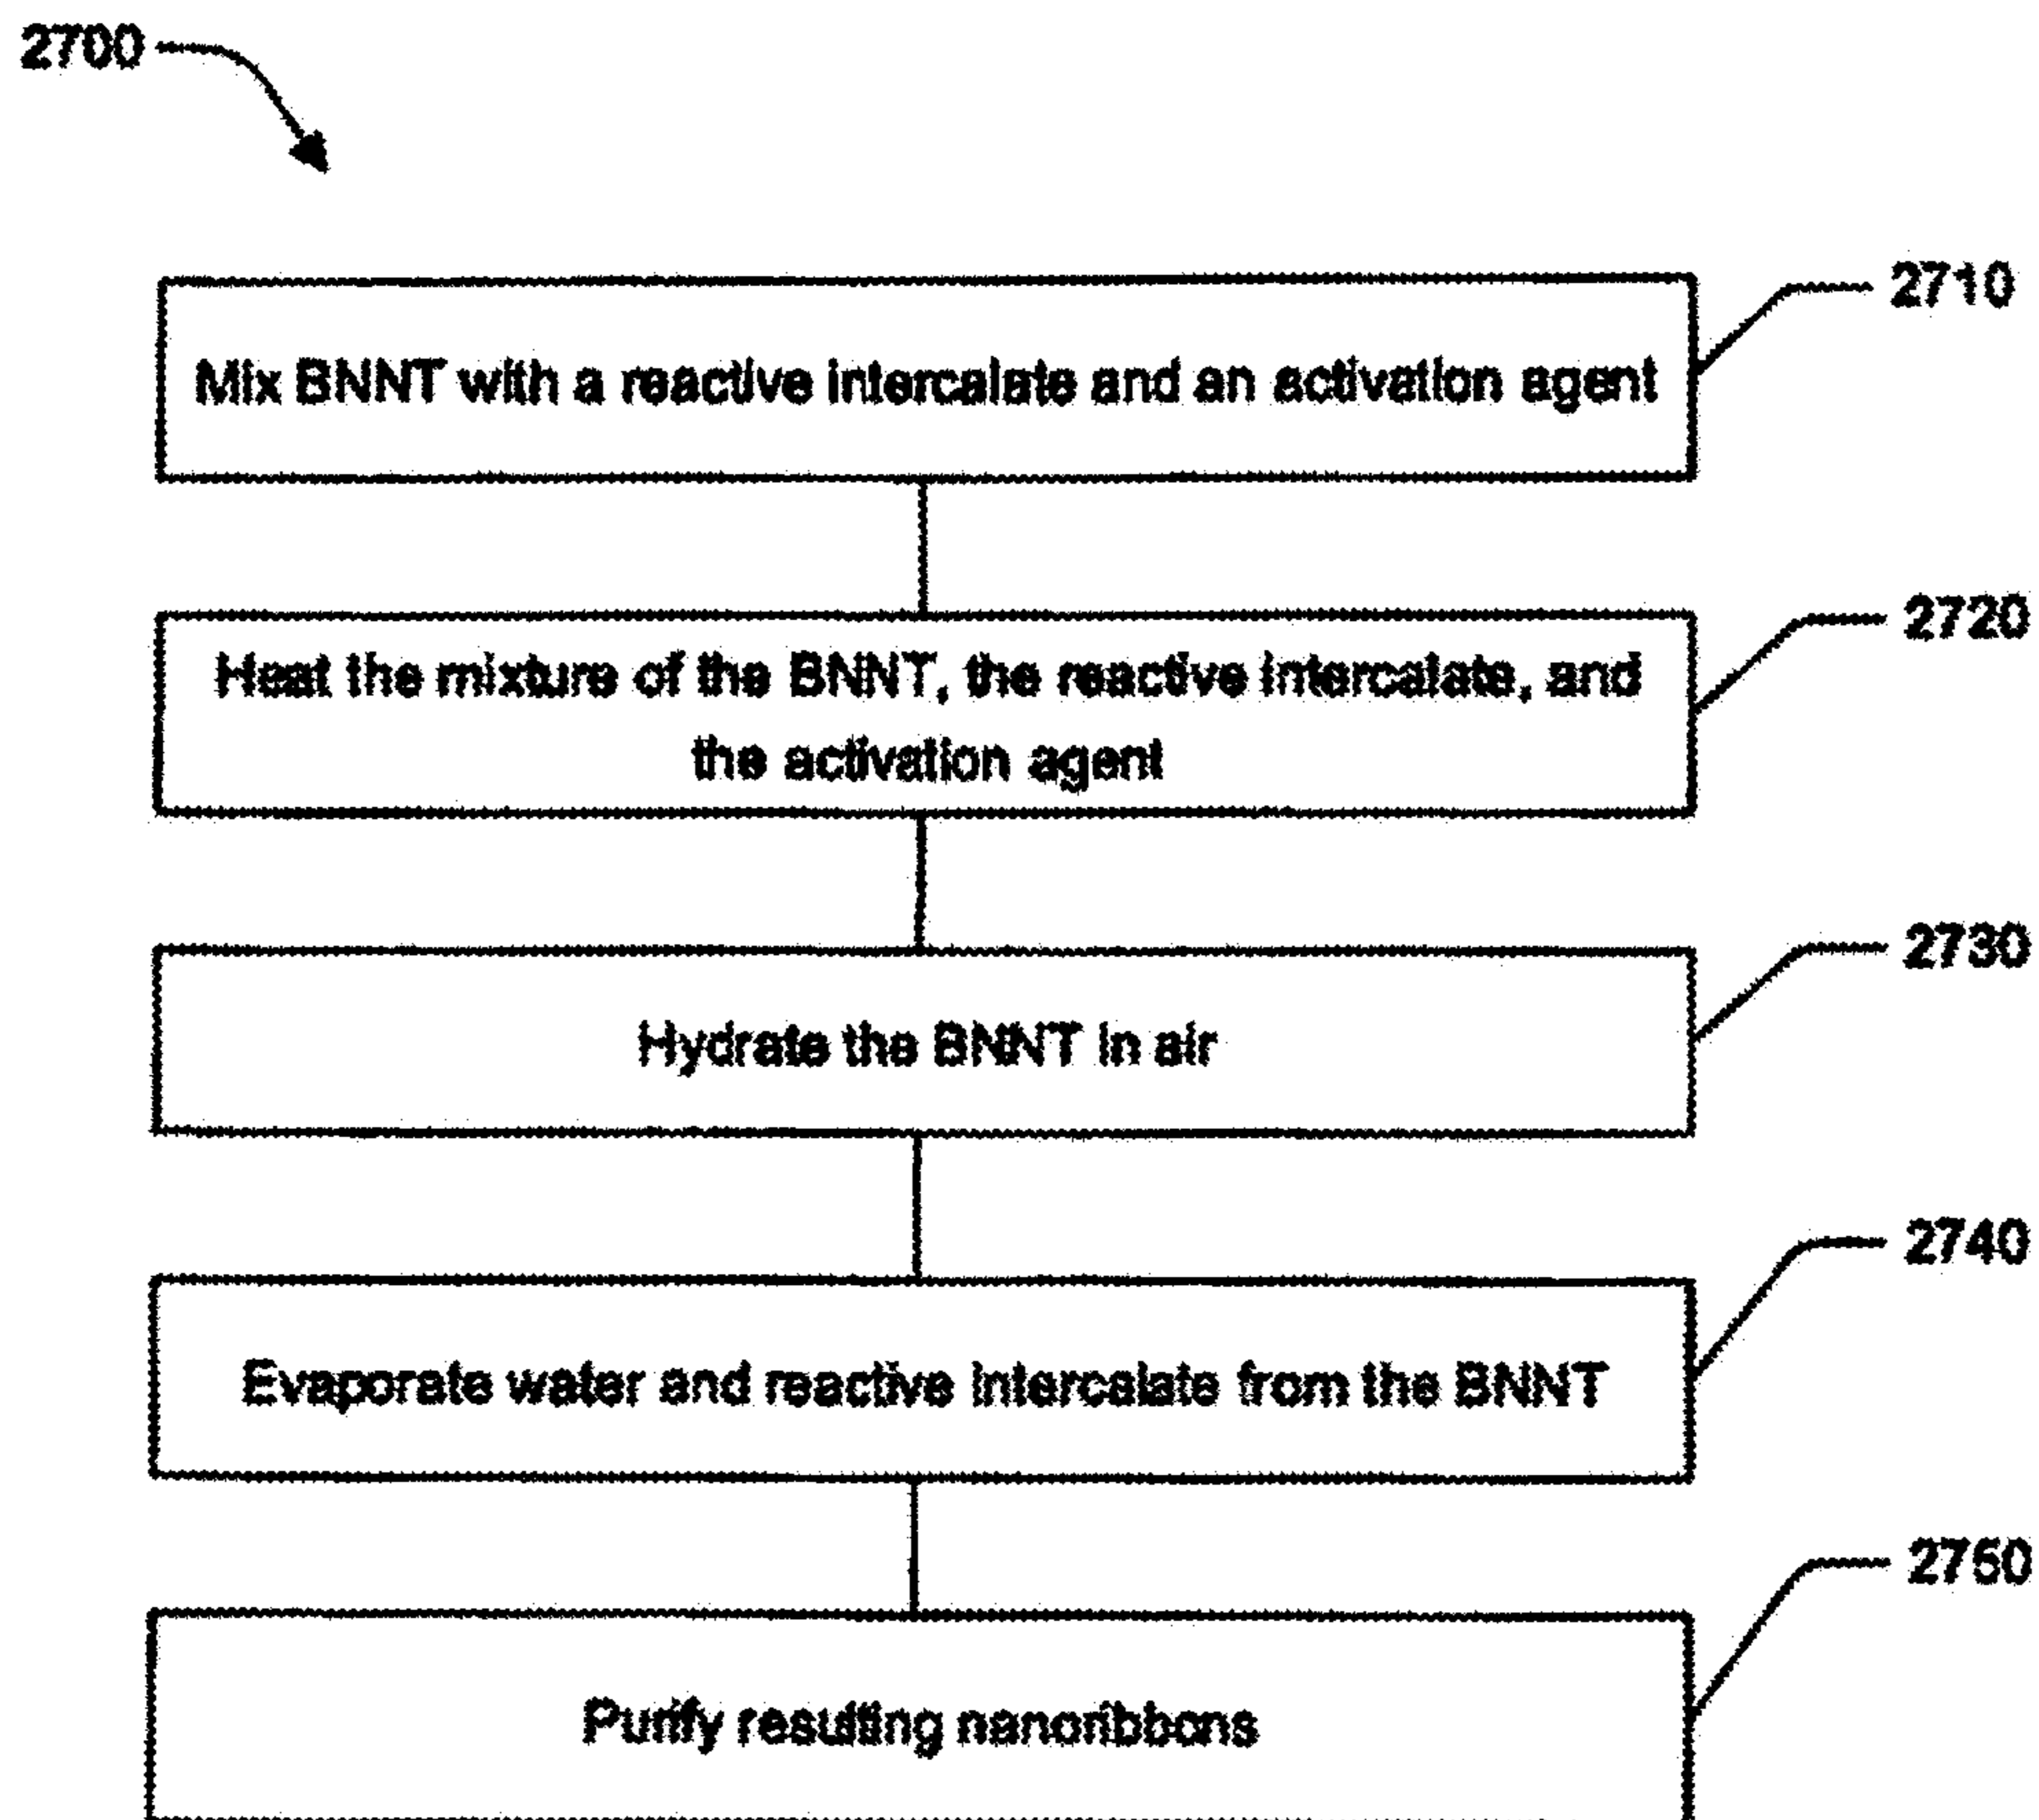 2700
2710
Mix BNNT with a reactive intercalate and an activation agent
2720
Heat the mixture of the BNNT, the reactive intercalate, and
the activation agent
2730
Hydrate the BNNT in air
2740
Evaporate water and reactive intercalate from the BNNT
2750
Purify resulting nanoribbons